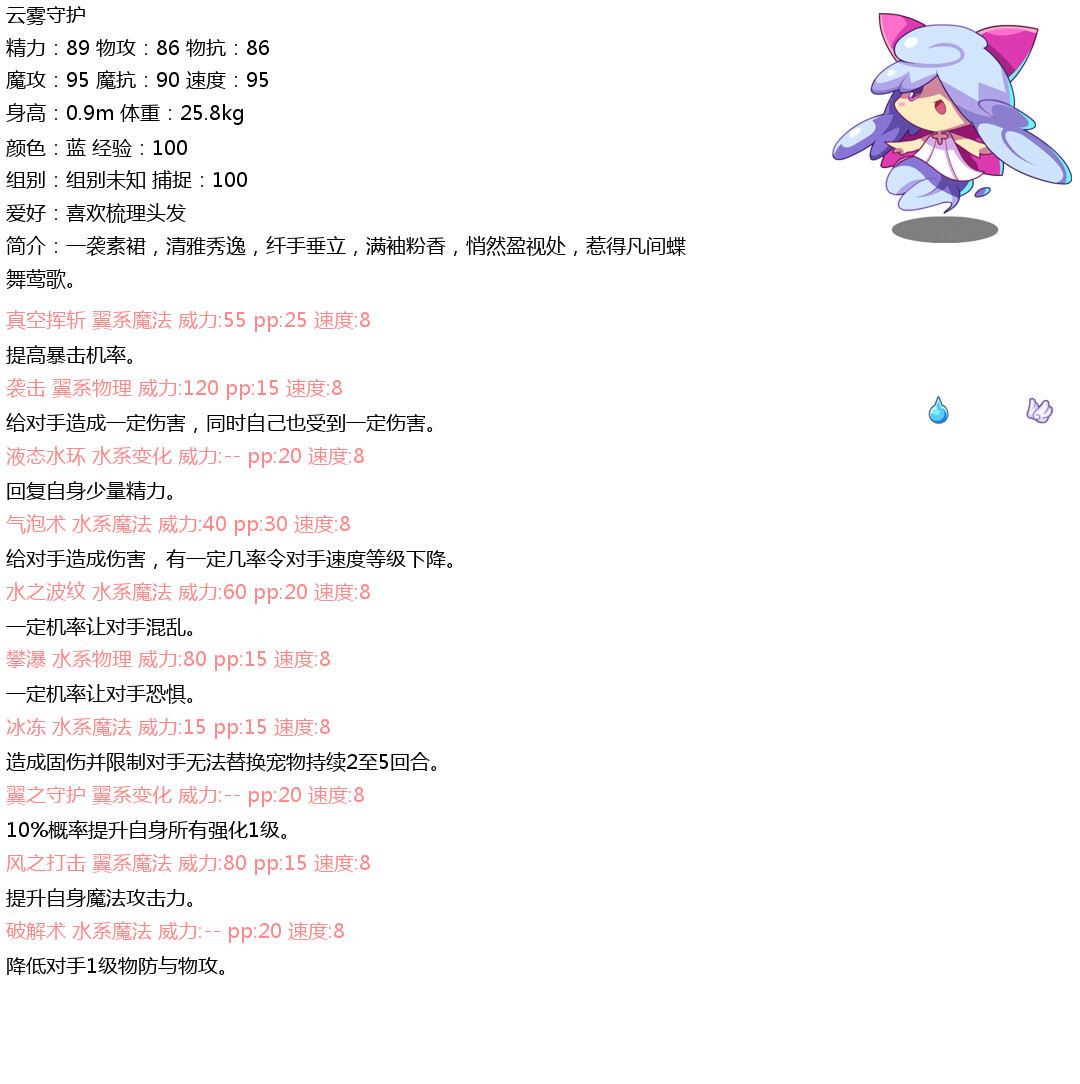 云雾守护
精力：89 物攻：86 物抗：86
魔攻：95 魔抗：90 速度：95
身高：0.9m 体重：25.8kg
颜色：蓝 经验：100
组别：组别未知 捕捉：100
爱好：喜欢梳理头发
简介：一袭素裙，清雅秀逸，纤手垂立，满袖粉香，悄然盈视处，惹得凡间蝶
舞莺歌。
真空挥斩 翼系魔法 威力:55 pp:25 速度:8
提高暴击机率。
袭击 翼系物理 威力:120 pp:15 速度:8
给对手造成一定伤害，同时自己也受到一定伤害。
液态水环 水系变化 威力:-- pp:20 速度:8
回复自身少量精力。
气泡术 水系魔法 威力:40 pp:30 速度:8
给对手造成伤害，有一定几率令对手速度等级下降。
水之波纹 水系魔法 威力:60 pp:20 速度:8
一定机率让对手混乱。
攀瀑 水系物理 威力:80 pp:15 速度:8
一定机率让对手恐惧。
冰冻 水系魔法 威力:15 pp:15 速度:8
造成固伤并限制对手无法替换宠物持续2至5回合。
翼之守护 翼系变化 威力:-- pp:20 速度:8
10%概率提升自身所有强化1级。
风之打击 翼系魔法 威力:80 pp:15 速度:8
提升自身魔法攻击力。
破解术 水系魔法 威力:-- pp:20 速度:8
降低对手1级物防与物攻。